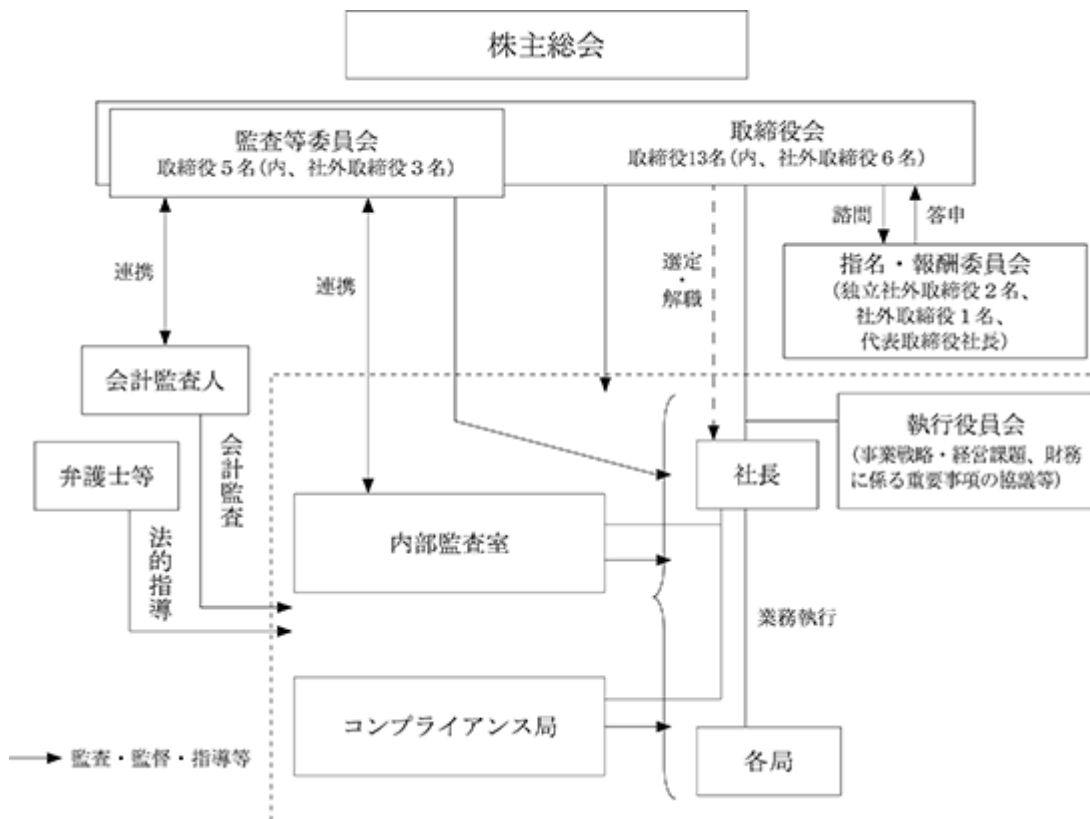 株主総会
監査等委員会
取締役5名(内、社外取締役3名)
取締役会
取締役13名(内、社外取締役6名)
諮問
答申
連携
連携
選定・解職
指名・報酬委員会
(独立社外取締役2名、
社外取締役1名、
代表取締役社長)
会計監査人
執行役員会
(事業戦略・経営課題、財務
に係る重要事項の協議等)
弁護士等
会計監査
社長
内部監査室
法的指導
業務執行
コンプライアンス局
各局
監査・監督・指導等